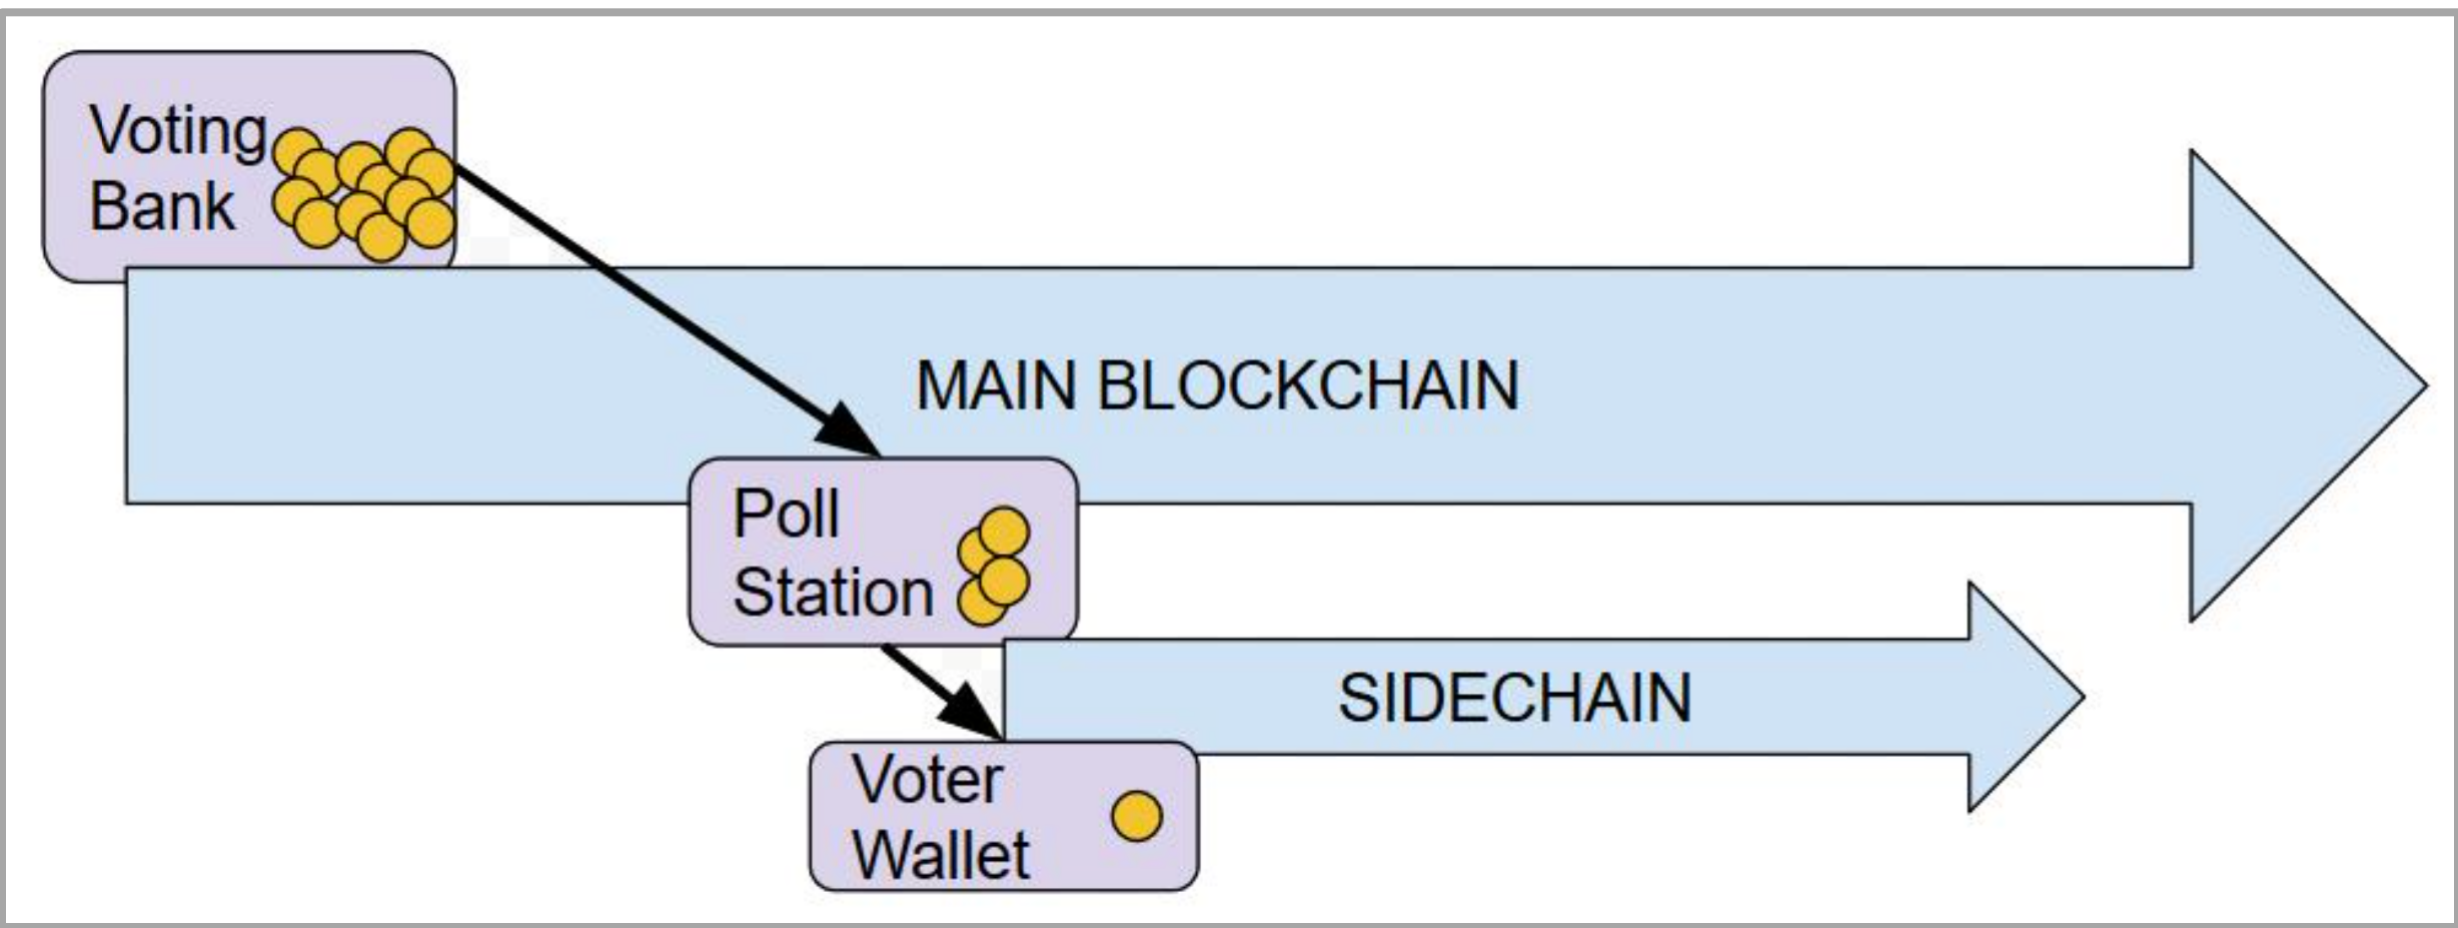 Voting
Bank
MAIN BLOCKCHAIN
Poll
Station
SIDECHAIN
Voter
Wallet